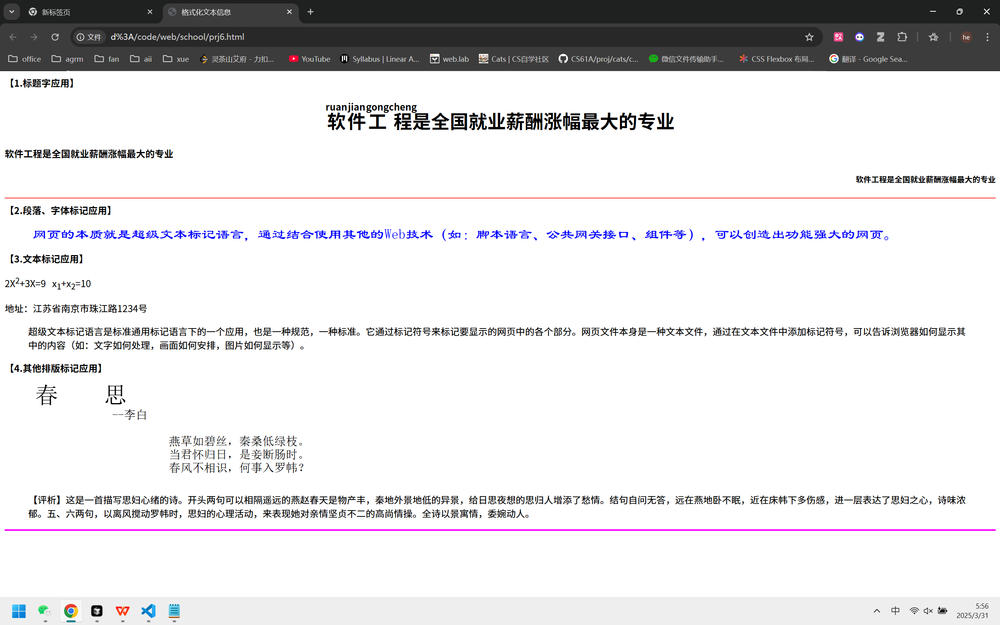 新标签页
格式化文本信息
文件 d%3A/code/web/school/prj6.html
he
office agrm fan aii xue 灵茶山艾府 - 力扣... YouTube Syllabus | Linear A... web.lab Cats | CS自学社区 CS61A/proj/cats/c... 微信文件传输助手... CSS Flexbox 布局... 翻译 - Google Sea...
【1.标题字应用】
ruanjiangongcheng
软件工 程是全国就业薪酬涨幅最大的专业
软件工程是全国就业薪酬涨幅最大的专业
软件工程是全国就业薪酬涨幅最大的专业
【2.段落、字体标记应用】
网页的本质就是超级文本标记语言，通过结合使用其他的Web技术（如：脚本语言、公共网关接口、组件等），可以创造出功能强大的网页。
【3.文本标记应用】
2X²+3X=9 x₁+x₂=10
地址：江苏省南京市珠江路1234号
超级文本标记语言是标准通用标记语言下的一个应用，也是一种规范，一种标准。它通过标记符号来标记要显示的网页中的各个部分。网页文件本身是一种文本文件，通过在文本文件中添加标记符号，可以告诉浏览器如何显示其
中的内容（如：文字如何处理，画面如何安排，图片如何显示等）。
【4.其他排版标记应用】
春 思
--李白
燕草如碧丝，秦桑低绿枝。
当君怀归日，是妾断肠时。
春风不相识，何事入罗帏？
【评析】这是一首描写思妇心绪的诗。开头两句可以相隔遥远的燕赵春天是物产丰，秦地外景地低的异景，给日思夜想的思归人增添了愁情。结句自问无答，远在燕地卧不眠，近在床帏下多伤感，进一层表达了思妇之心，诗味浓
郁。五、六两句，以离风搅动罗帏时，思妇的心理活动，来表现她对亲情坚贞不二的高尚情操。全诗以景寓情，委婉动人。
中
5:56
2025/3/31